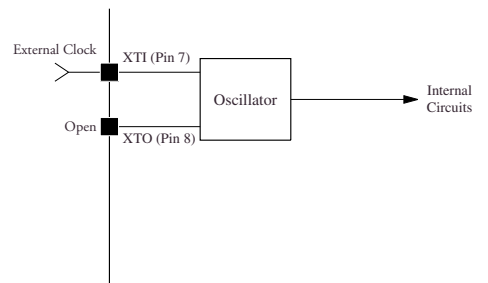 External Clock
XTI (Pin 7)
Oscillator
Internal
Circuits
Open
XTO (Pin 8)